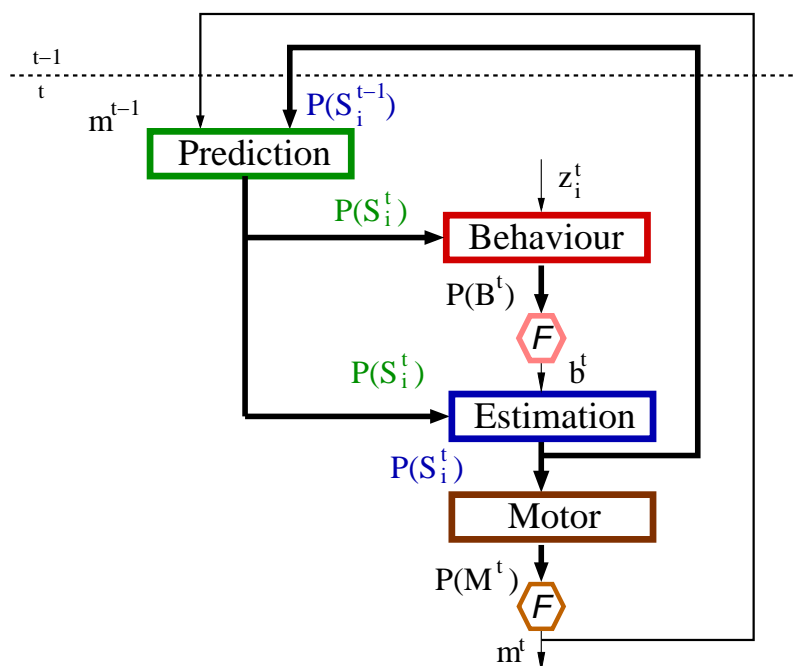 t–1
t
m^{t–1}
P(S_i^{t–1})
Prediction
z_i^t
P(S_i^t)
Behaviour
P(B^t)
F
P(S_i^t)
b^t
Estimation
P(S_i^t)
Motor
P(M^t)
F
m^t